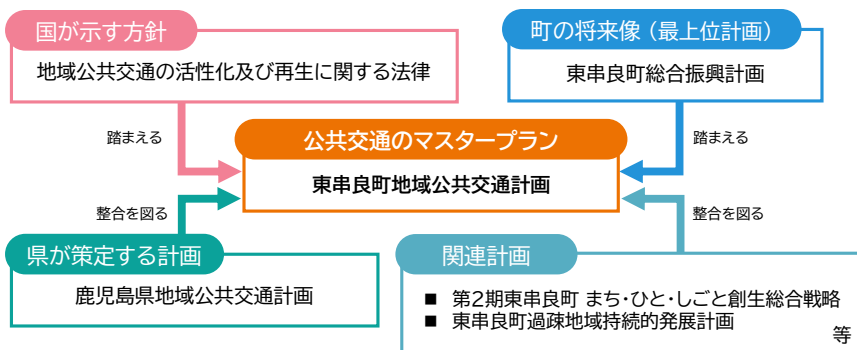 国が示す方針
地域公共交通の活性化及び再生に関する法律
町の将来像（最上位計画）
東串良町総合振興計画
踏まえる
踏まえる
公共交通のマスタープラン
東串良町地域公共交通計画
整合を図る
整合を図る
県が策定する計画
鹿児島県地域公共交通計画
関連計画
■ 第2期東串良町 まち・ひと・しごと創生総合戦略
■ 東串良町過疎地域持続的発展計画
等